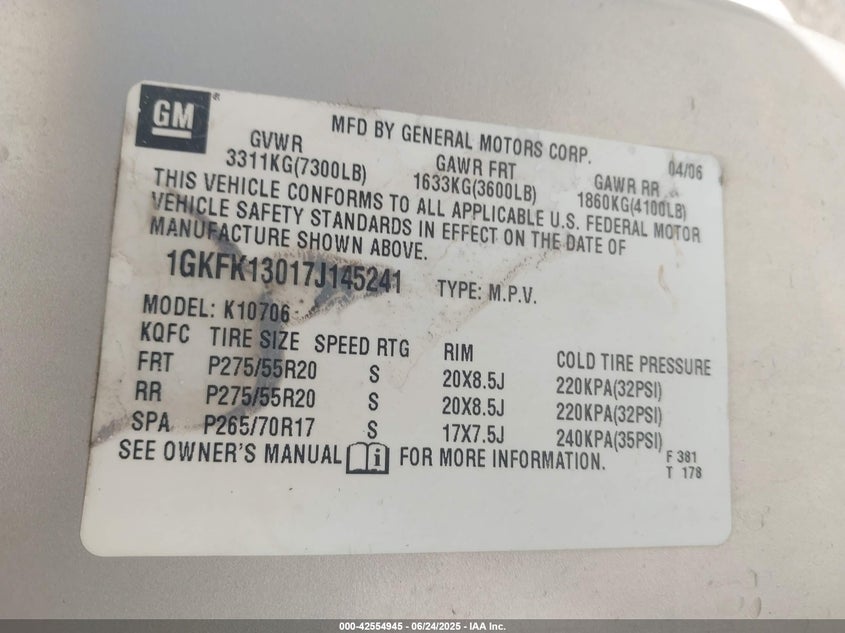 GM
MFD BY GENERAL MOTORS CORP. 04/06
GVWR GAWR FRT GAWR RR
3311KG(7300LB) 1633KG(3600LB) 1860KG(4100LB)
THIS VEHICLE CONFORMS TO ALL APPLICABLE U.S. FEDERAL MOTOR
VEHICLE SAFETY STANDARDS IN EFFECT ON THE DATE OF
MANUFACTURE SHOWN ABOVE.
1GKFK13017J145241 TYPE: M.P.V.
MODEL: K10706
KQFC TIRE SIZE SPEED RTG RIM COLD TIRE PRESSURE
FRT P275/55R20 S 20X8.5J 220KPA(32PSI)
RR P275/55R20 S 20X8.5J 220KPA(32PSI)
SPA P265/70R17 S 17X7.5J 240KPA(35PSI)
SEE OWNER'S MANUAL i FOR MORE INFORMATION.
F 381
T 178
000-42554945 - 06/24/2025 - IAA Inc.